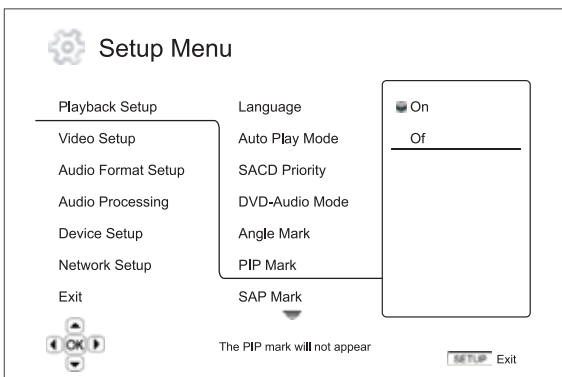 Setup Menu
Playback Setup
Video Setup
Audio Format Setup
Audio Processing
Device Setup
Network Setup
Exit
Language
Auto Play Mode
SACD Priority
DVD-Audio Mode
Angle Mark
PIP Mark
SAP Mark
On
Of
OK
The PIP mark will not appear
SETUP Exit